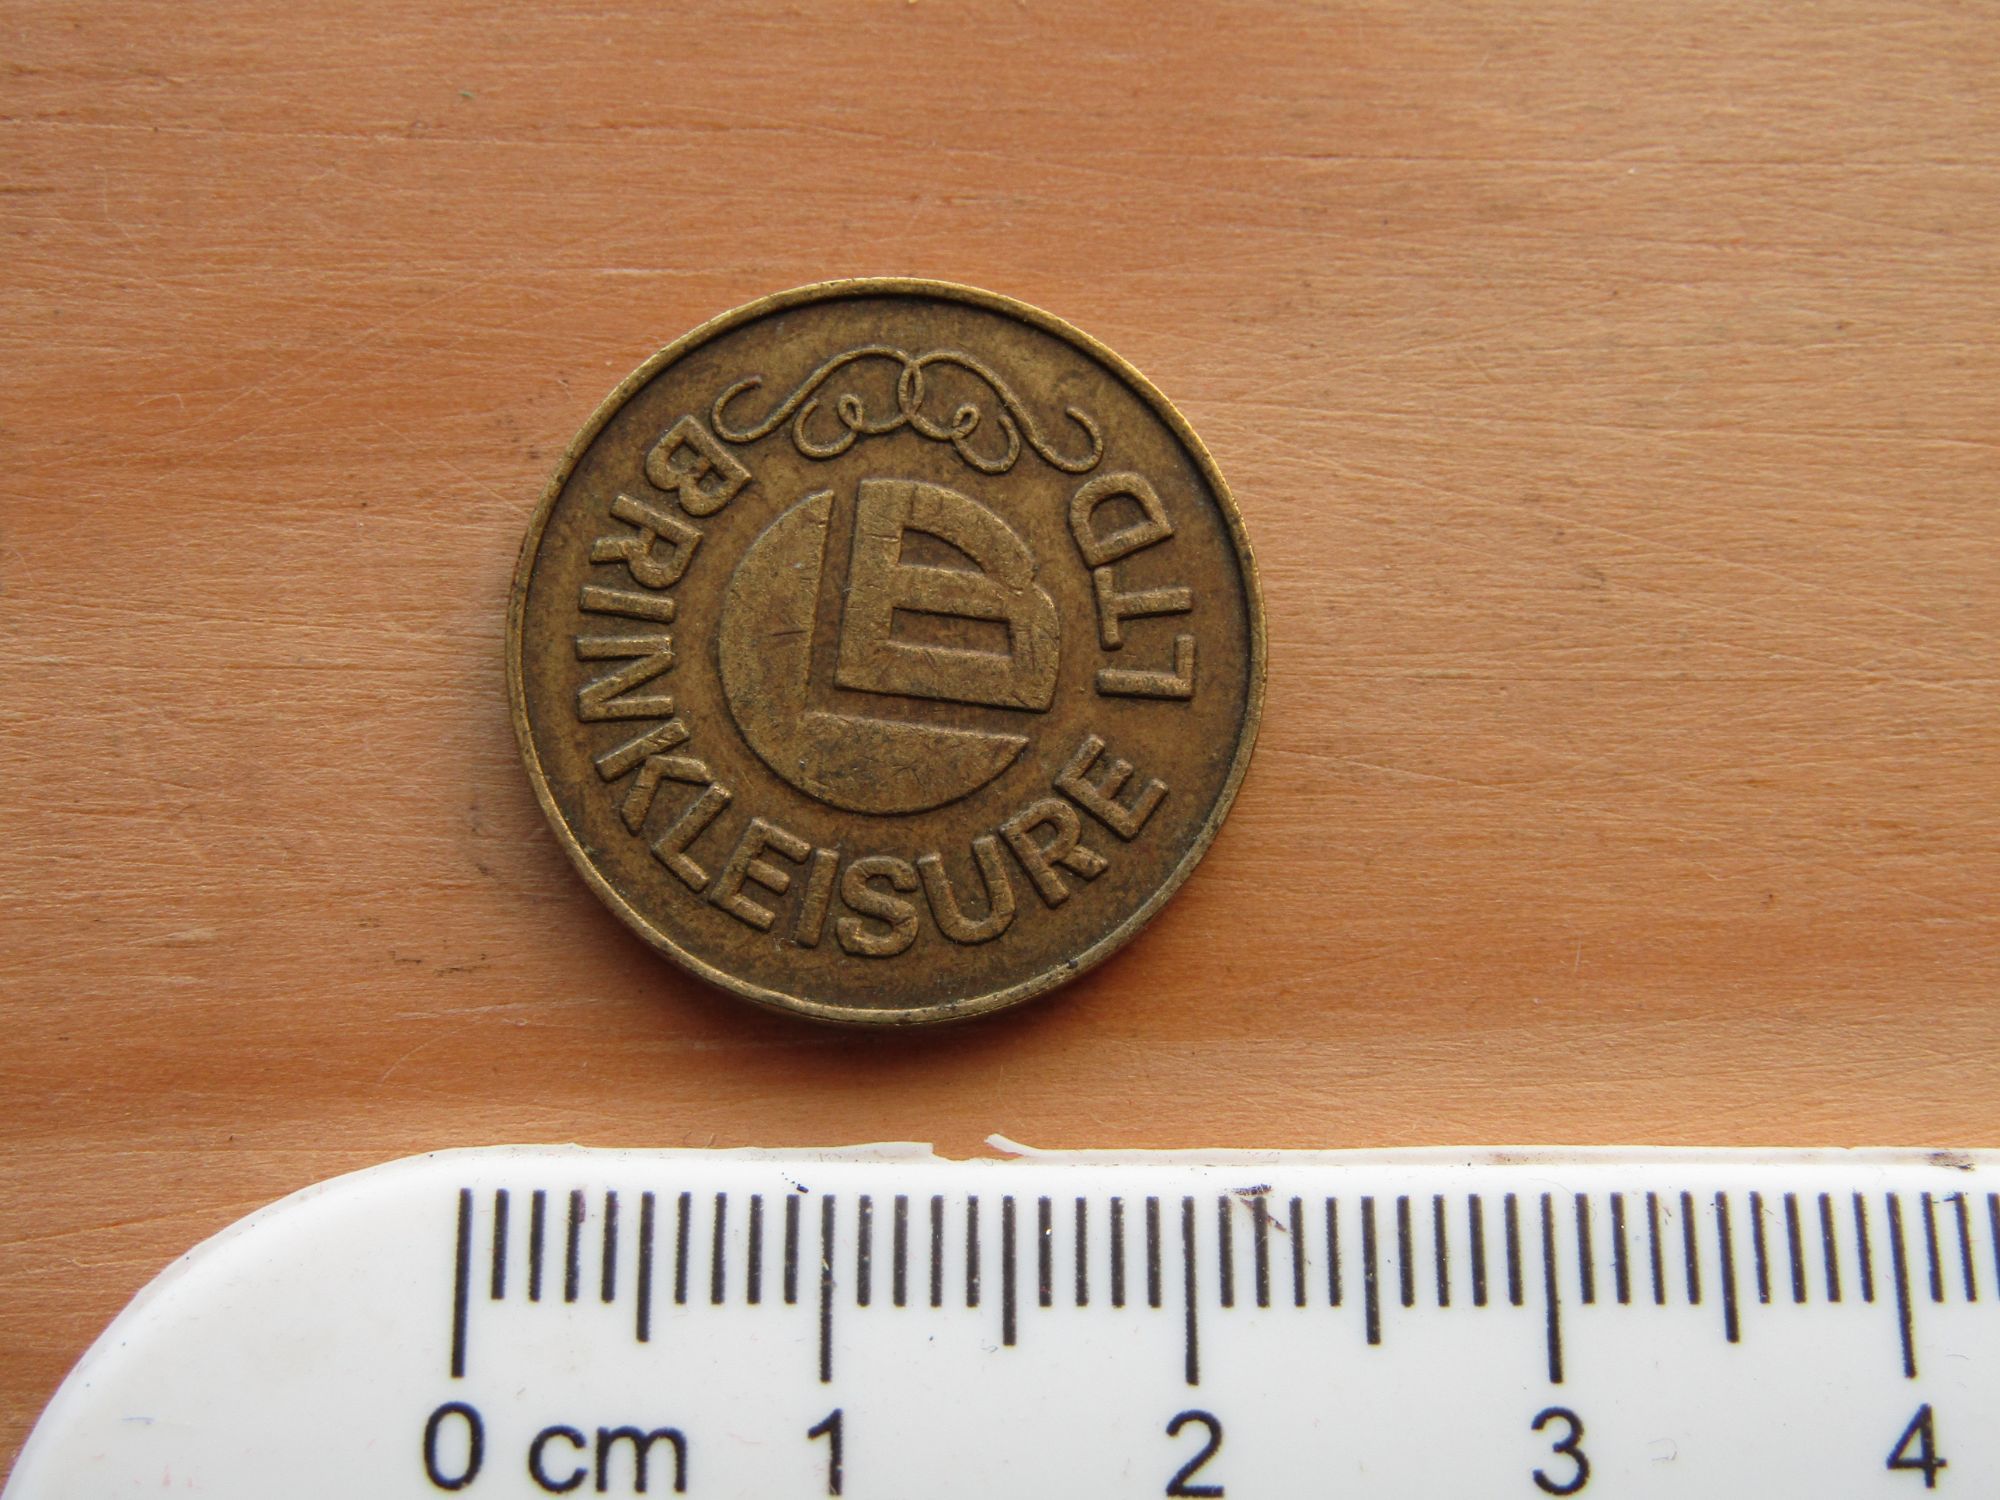 BRINKLEISURE LTD
LB
0 cm 1 2 3 4